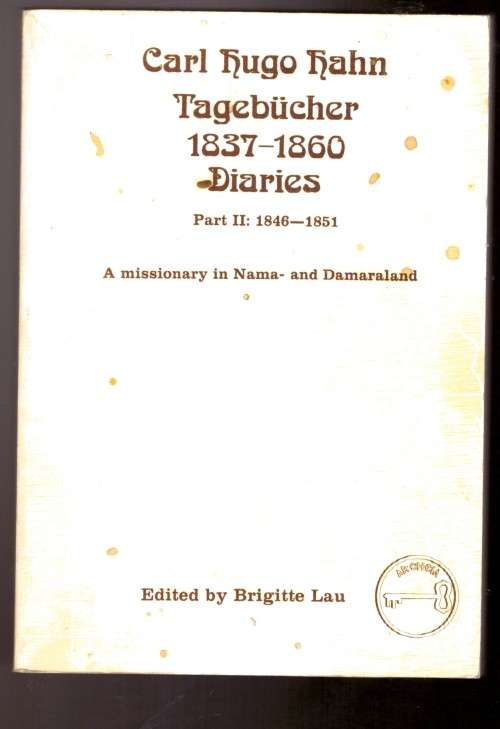 Carl Hugo Hahn
Tagebücher
1837–1860
Diaries
Part II: 1846—1851
A missionary in Nama- and Damaraland
Edited by Brigitte Lau